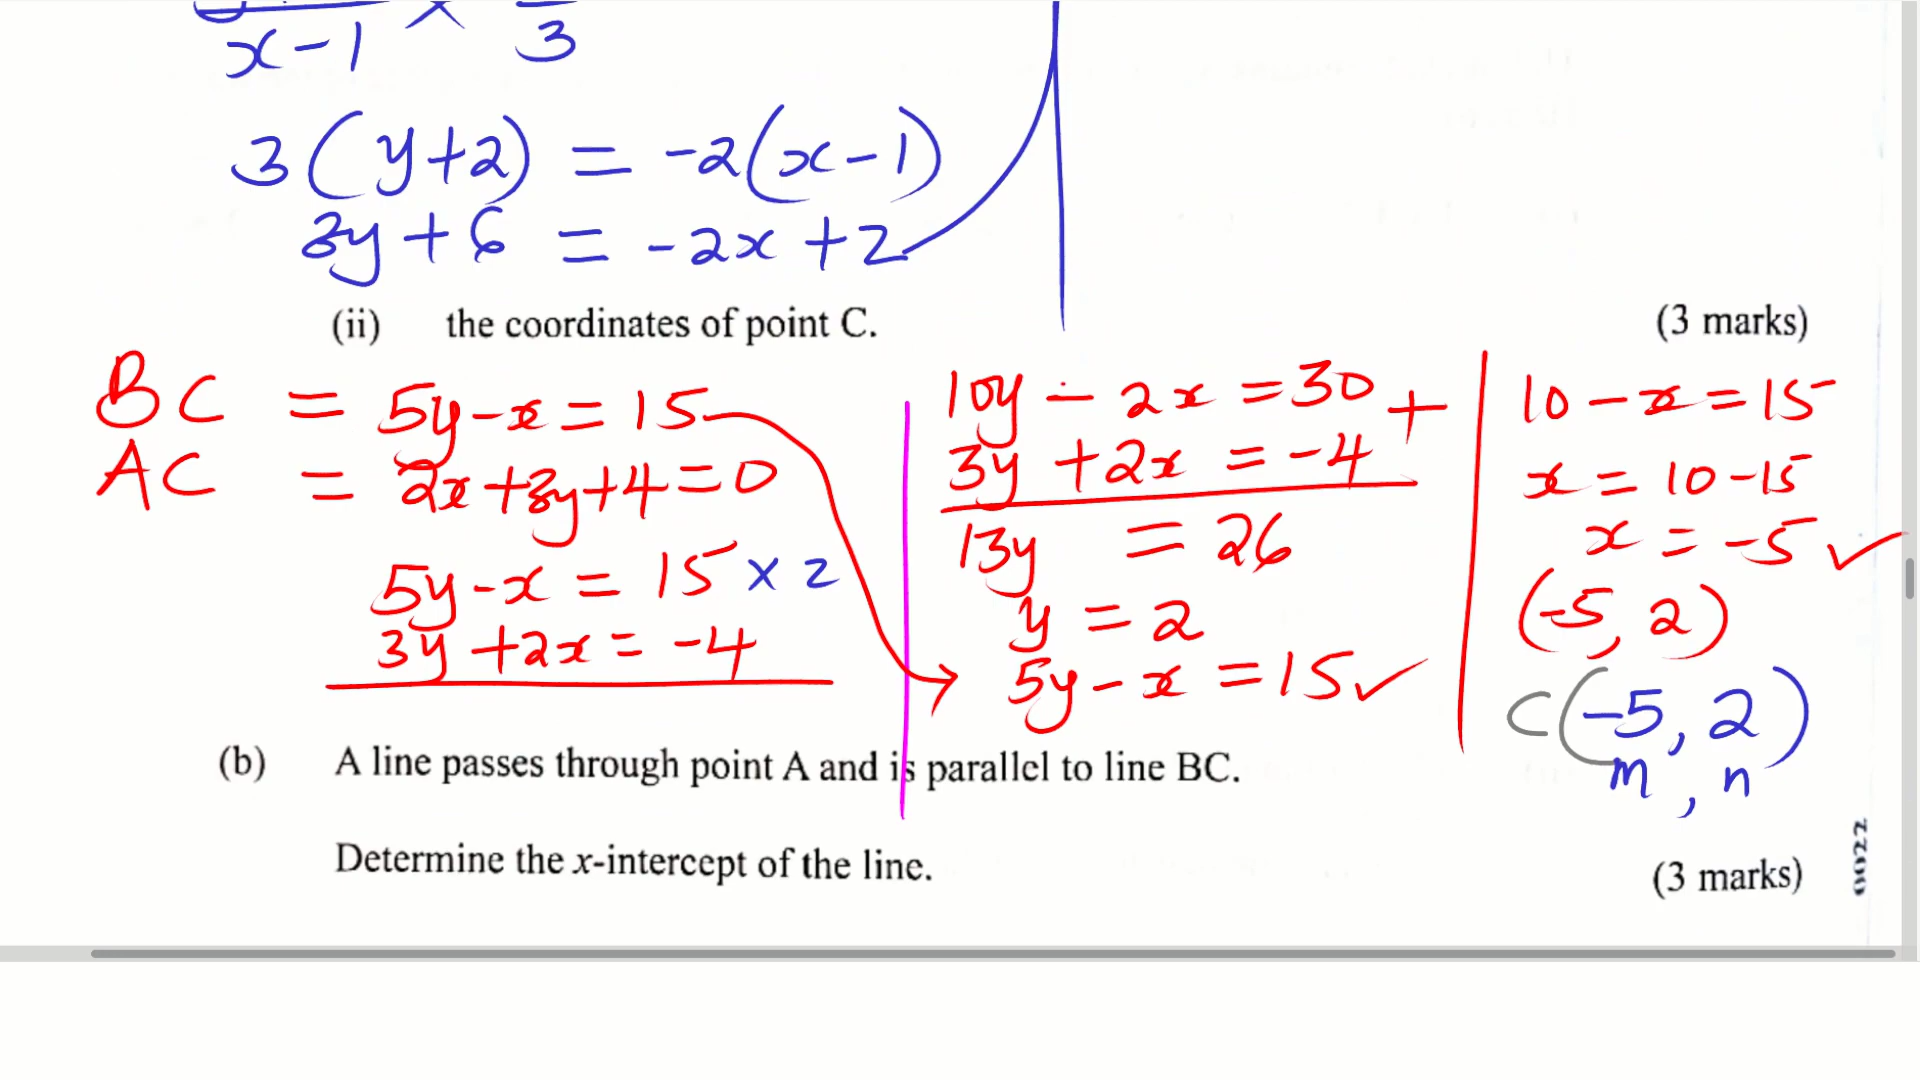 x-1 × 3
3(y+2) = -2(x-1)
3y+6 = -2x+2
(ii) the coordinates of point C. (3 marks)
BC = 5y-x=15
AC = 2x+3y+4=0
5y-x = 15 × 2
3y+2x = -4
10y - 2x = 30 +
3y + 2x = -4
13y = 26
y = 2
5y-x = 15 ✓
10-x = 15
x = 10-15
x = -5 ✓
(-5, 2)
C(-5, 2)
m, n
(b) A line passes through point A and is parallel to line BC.
Determine the x-intercept of the line. (3 marks)
0022